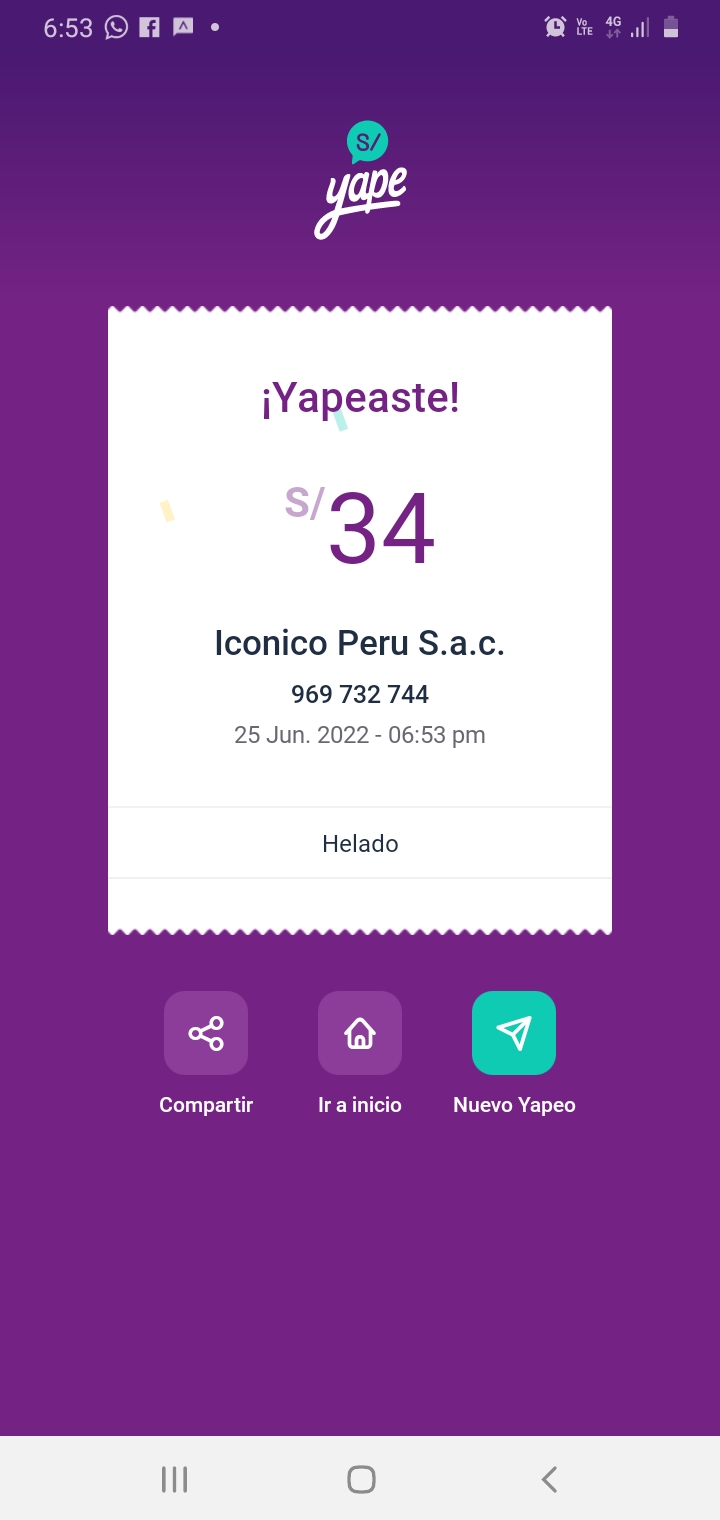 6:53
Vo LTE 4G
S/
yape
¡Yapeaste!
S/34
Iconico Peru S.a.c.
969 732 744
25 Jun. 2022 - 06:53 pm
Helado
Compartir Ir a inicio Nuevo Yapeo